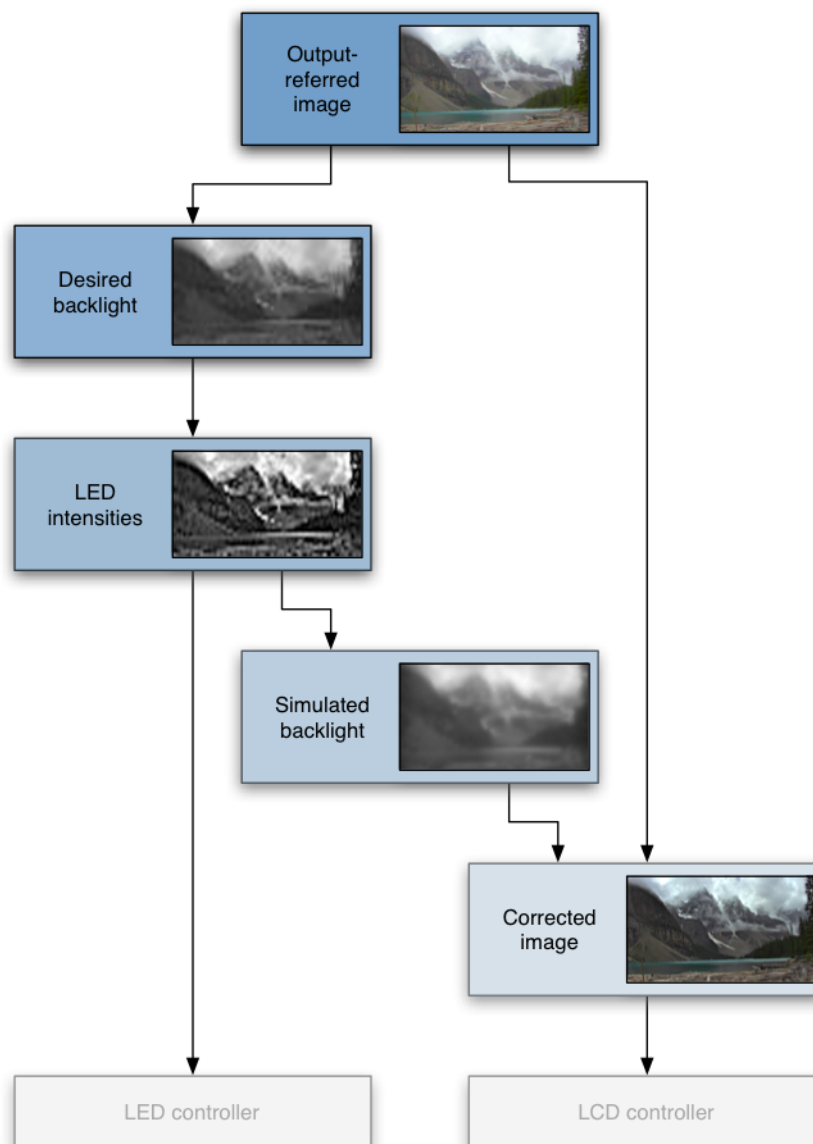 Output-
referred
image
Desired
backlight
LED
intensities
Simulated
backlight
Corrected
image
LED controller
LCD controller